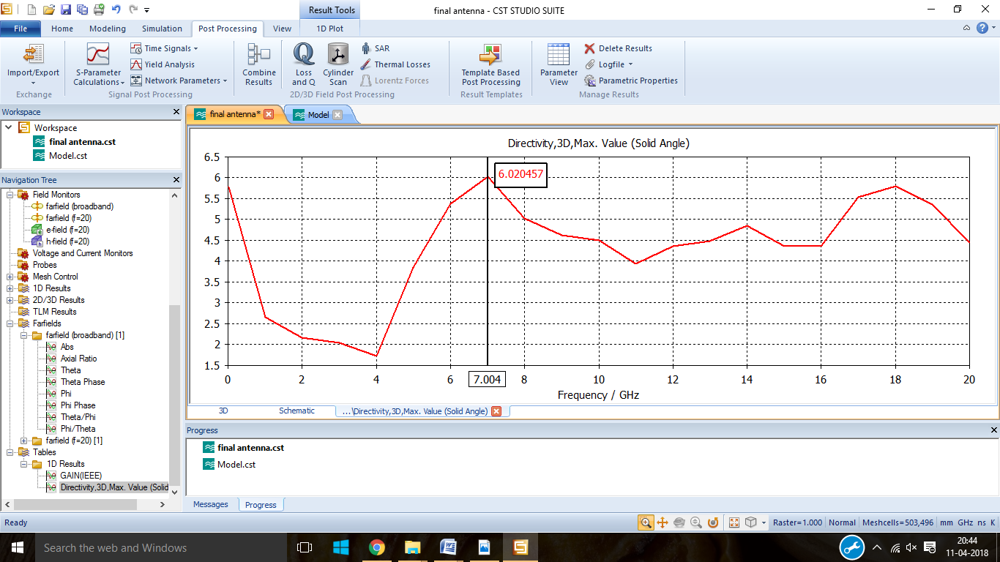 Result Tools
final antenna - CST STUDIO SUITE
File Home Modeling Simulation Post Processing View 1D Plot
Import/Export
Exchange
S-Parameter
Calculations
Time Signals
Yield Analysis
Network Parameters
Signal Post Processing
Combine
Results
Loss
and Q
Cylinder
Scan
SAR
Thermal Losses
Lorentz Forces
2D/3D Field Post Processing
Template Based
Post Processing
Result Templates
Parameter
View
Delete Results
Logfile
Parametric Properties
Manage Results
Workspace
Workspace
final antenna.cst
Model.cst
Navigation Tree
Field Monitors
farfield (broadband)
farfield (f=20)
e-field (f=20)
h-field (f=20)
Voltage and Current Monitors
Probes
Mesh Control
1D Results
2D/3D Results
TLM Results
Farfields
farfield (broadband) [1]
Abs
Axial Ratio
Theta
Theta Phase
Phi
Phi Phase
Theta/Phi
Phi/Theta
farfield (f=20) [1]
Tables
1D Results
GAIN(IEEE)
Directivity,3D,Max. Value (Solid
final antenna* Model
Directivity,3D,Max. Value (Solid Angle)
6.5
6
5.5
5
4.5
4
3.5
3
2.5
2
1.5
6.020457
0 2 4 6 7.004 8 10 12 14 16 18 20
Frequency / GHz
3D Schematic ...\Directivity,3D,Max. Value (Solid Angle)
Progress
final antenna.cst
Model.cst
Messages Progress
Ready Raster=1.000 Normal Meshcells=503,496 mm GHz ns K
Search the web and Windows
20:44
11-04-2018